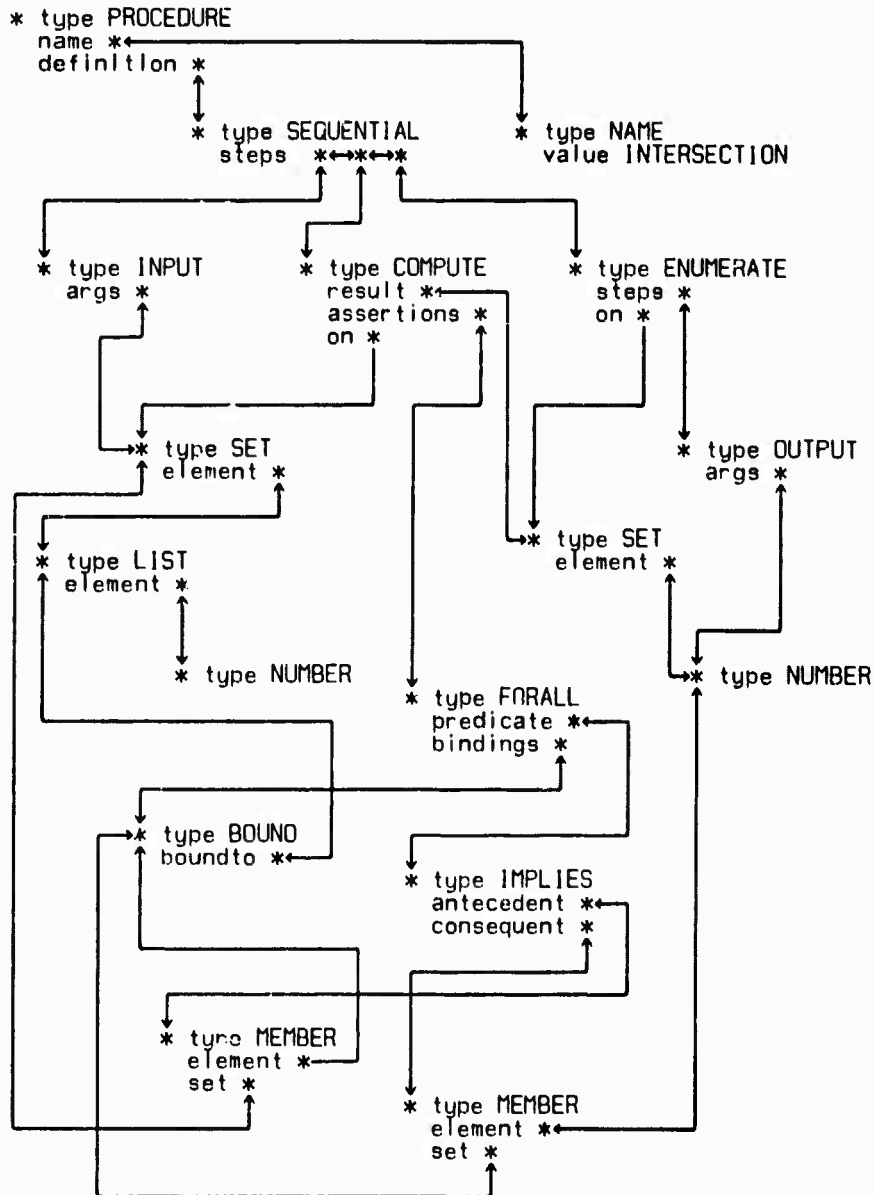 * type PROCEDURE
name *
definition *
* type SEQUENTIAL
steps * * *
* type NAME
value INTERSECTION
* type INPUT
args *
* type COMPUTE
result *
assertions *
on *
* type ENUMERATE
steps *
on *
* type SET
element *
* type OUTPUT
args *
* type LIST
element *
* type SET
element *
* type NUMBER
* type NUMBER
* type FORALL
predicate *
bindings *
* type BOUND
boundto *
* type IMPLIES
antecedent *
consequent *
* type MEMBER
element *
set *
* type MEMBER
element *
set *